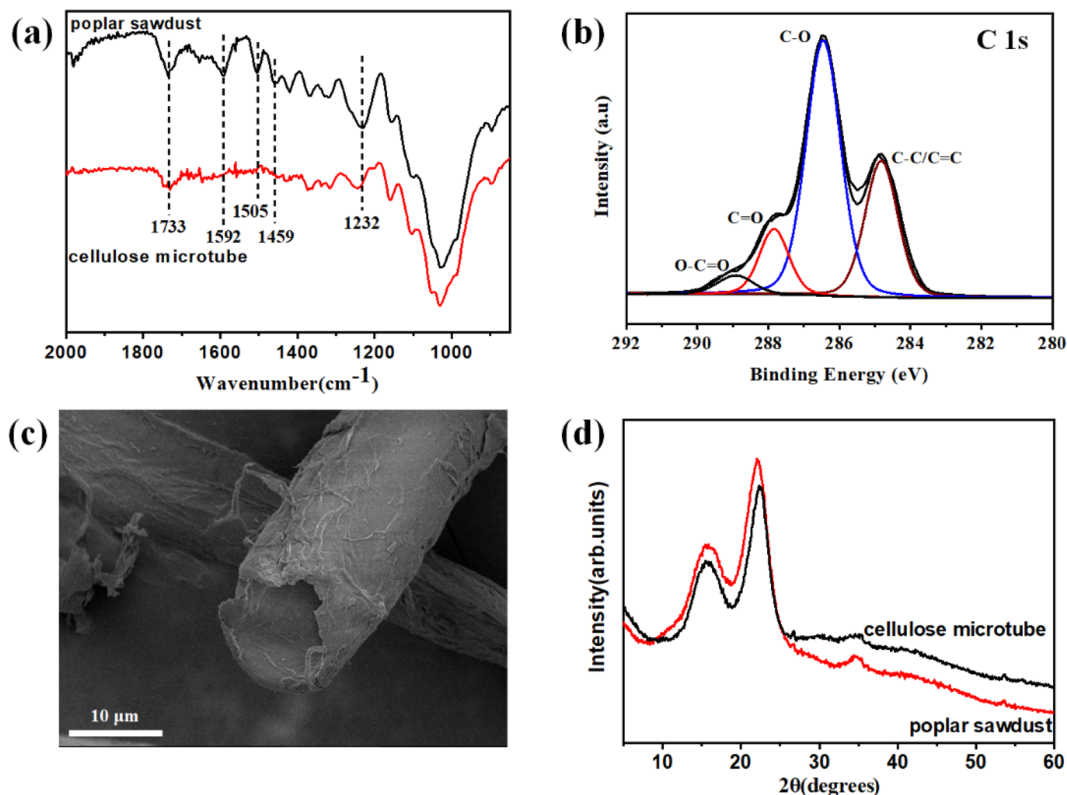 (a)
poplar sawdust
1733
1592
1505
1459
1232
cellulose microtube
2000 1800 1600 1400 1200 1000
Wavenumber(cm-1)
(b)
C 1s
C-O
C-C/C=C
C=O
O-C=O
Intensity (a.u)
292 290 288 286 284 282 280
Binding Energy (eV)
(c)
10 µm
(d)
Intensity(arb.units)
cellulose microtube
poplar sawdust
10 20 30 40 50 60
2θ(degrees)